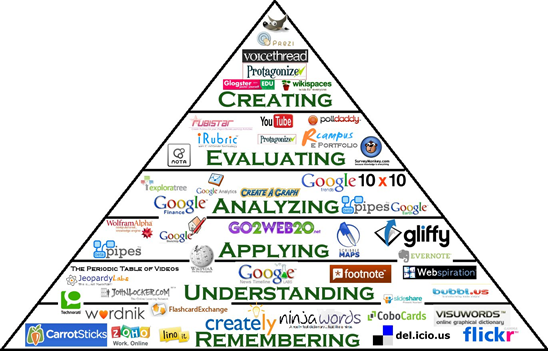 PARZI
VOICETHREAD
Protagonize
Glogster EDU wikispaces
CREATING
RUBISTAR YouTube polldaddy
iRubric Protagonize Rcampus
E PORTFOLIO
NOTA SurveyMonkey.com
EVALUATING
exploratree Google Analytics CREATE A GRAPH Google Trends 10 x 10
Google Finance
ANALYZING
pipes Google
WolframAlpha Google GO2WEB20.net gliffy
pipes SCRIBBLE MAPS
APPLYING
EVERNOTE
WIKIPEDIA
THE PERIODIC TABLE OF VIDEOS
JeopardyLabs Google footnote Webspiration
JOHNLOCKER.COM
UNDERSTANDING
slideshare bubbl.us
Technorati wordnik FlashcardExchange creately ninjawords CoboCards VISUWORDS
online graphical dictionary
CarrotSticks ZOHO Work. Online lino it
REMEMBERING
del.icio.us flickr